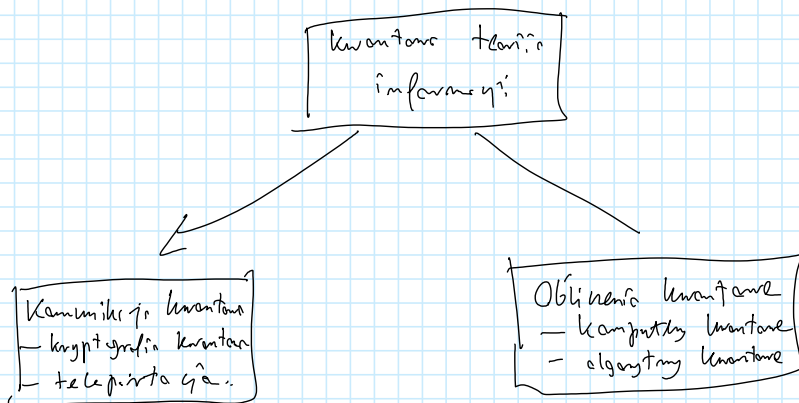 kwantowa teoria
informacji
Komunikacja kwantowa
- kryptografia kwantowa
- teleportacja
Obliczenia kwantowe
- komputery kwantowe
- algorytmy kwantowe